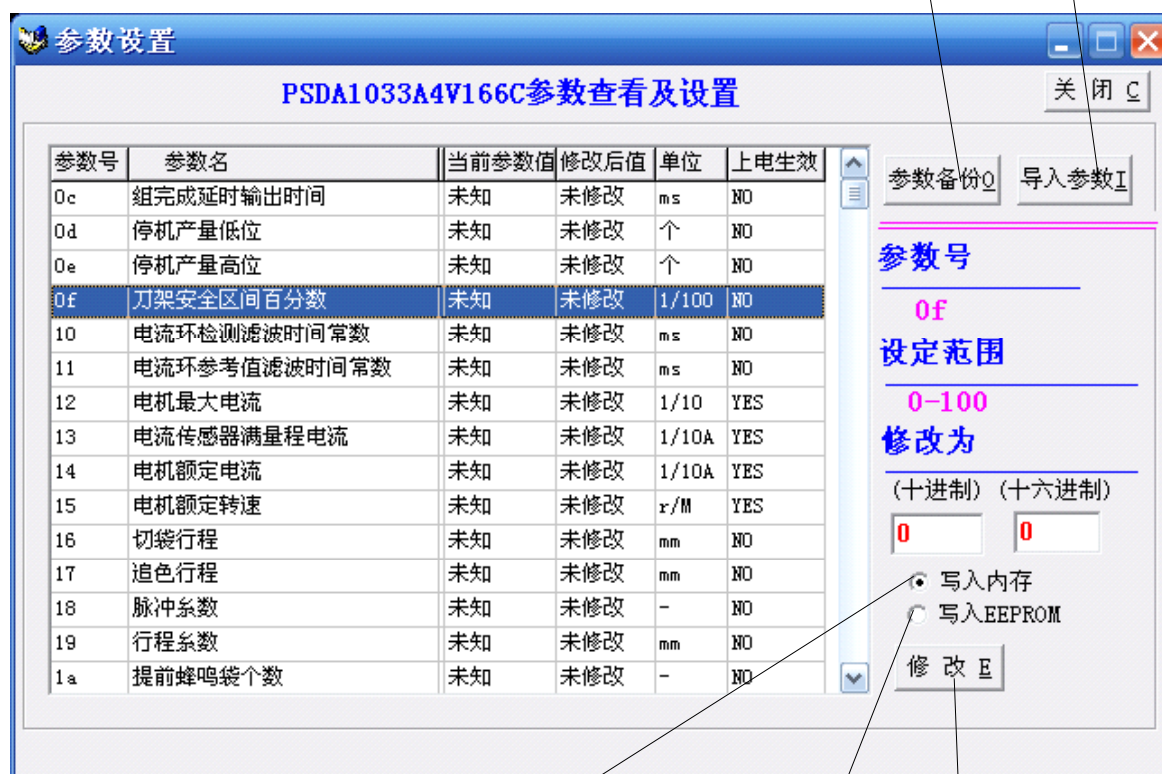 参数设置
PSDA1033A4V166C参数查看及设置
关 闭 C
参数号 参数名 当前参数值 修改后值 单位 上电生效
0c 组完成延时输出时间 未知 未修改 ms NO
0d 停机产量低位 未知 未修改 个 NO
0e 停机产量高位 未知 未修改 个 NO
0f 刀架安全区间百分数 未知 未修改 1/100 NO
10 电流环检测滤波时间常数 未知 未修改 ms NO
11 电流环参考值滤波时间常数 未知 未修改 ms NO
12 电机最大电流 未知 未修改 1/10 YES
13 电流传感器满量程电流 未知 未修改 1/10A YES
14 电机额定电流 未知 未修改 1/10A YES
15 电机额定转速 未知 未修改 r/M YES
16 切袋行程 未知 未修改 mm NO
17 追色行程 未知 未修改 mm NO
18 脉冲系数 未知 未修改 - NO
19 行程系数 未知 未修改 mm NO
1a 提前蜂鸣袋个数 未知 未修改 - NO
参数备份O 导入参数I
参数号
0f
设定范围
0-100
修改为
(十进制) (十六进制)
0 0
写入内存
写入EEPROM
修 改 E